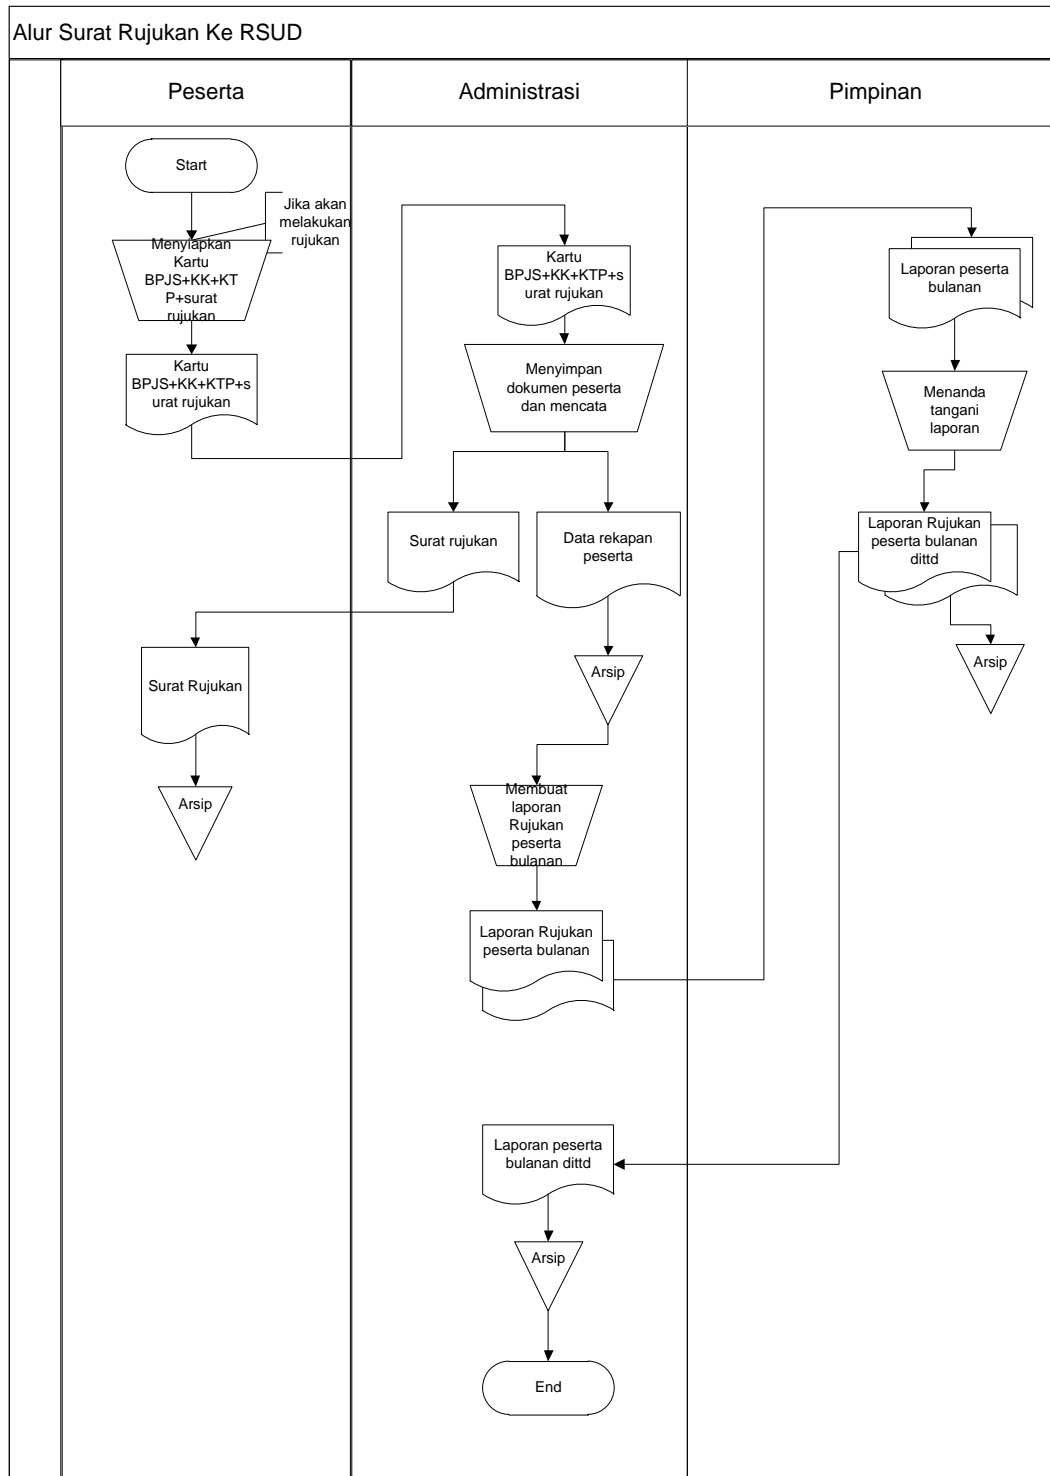 Alur Surat Rujukan Ke RSUD
Peserta
Administrasi
Pimpinan
Start
Jika akan
melakukan
rujukan
Menyiapkan
Kartu
BPJS+KK+KT
P+surat
rujukan
Kartu
BPJS+KK+KTP+s
urat rujukan
Kartu
BPJS+KK+KTP+s
urat rujukan
Menyimpan
dokumen peserta
dan mencata
Surat rujukan
Data rekapan
peserta
Surat Rujukan
Arsip
Arsip
Membuat
laporan
Rujukan
peserta
bulanan
Laporan Rujukan
peserta bulanan
Laporan peserta
bulanan
Menanda
tangani
laporan
Laporan Rujukan
peserta bulanan
dittd
Arsip
Laporan peserta
bulanan dittd
Arsip
End